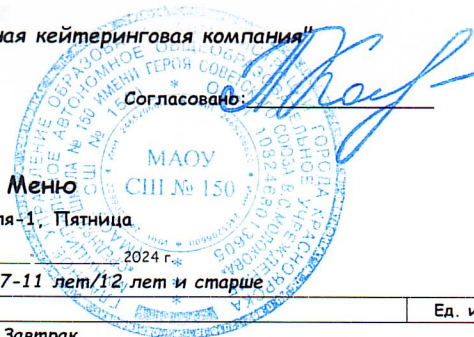 ная кейтеринговая компания"
Согласовано:
МАОУ
СШ № 150
Меню
ля-1, Пятница
2024 г.
7-11 лет/12 лет и старше
Ед. и
Завтрак